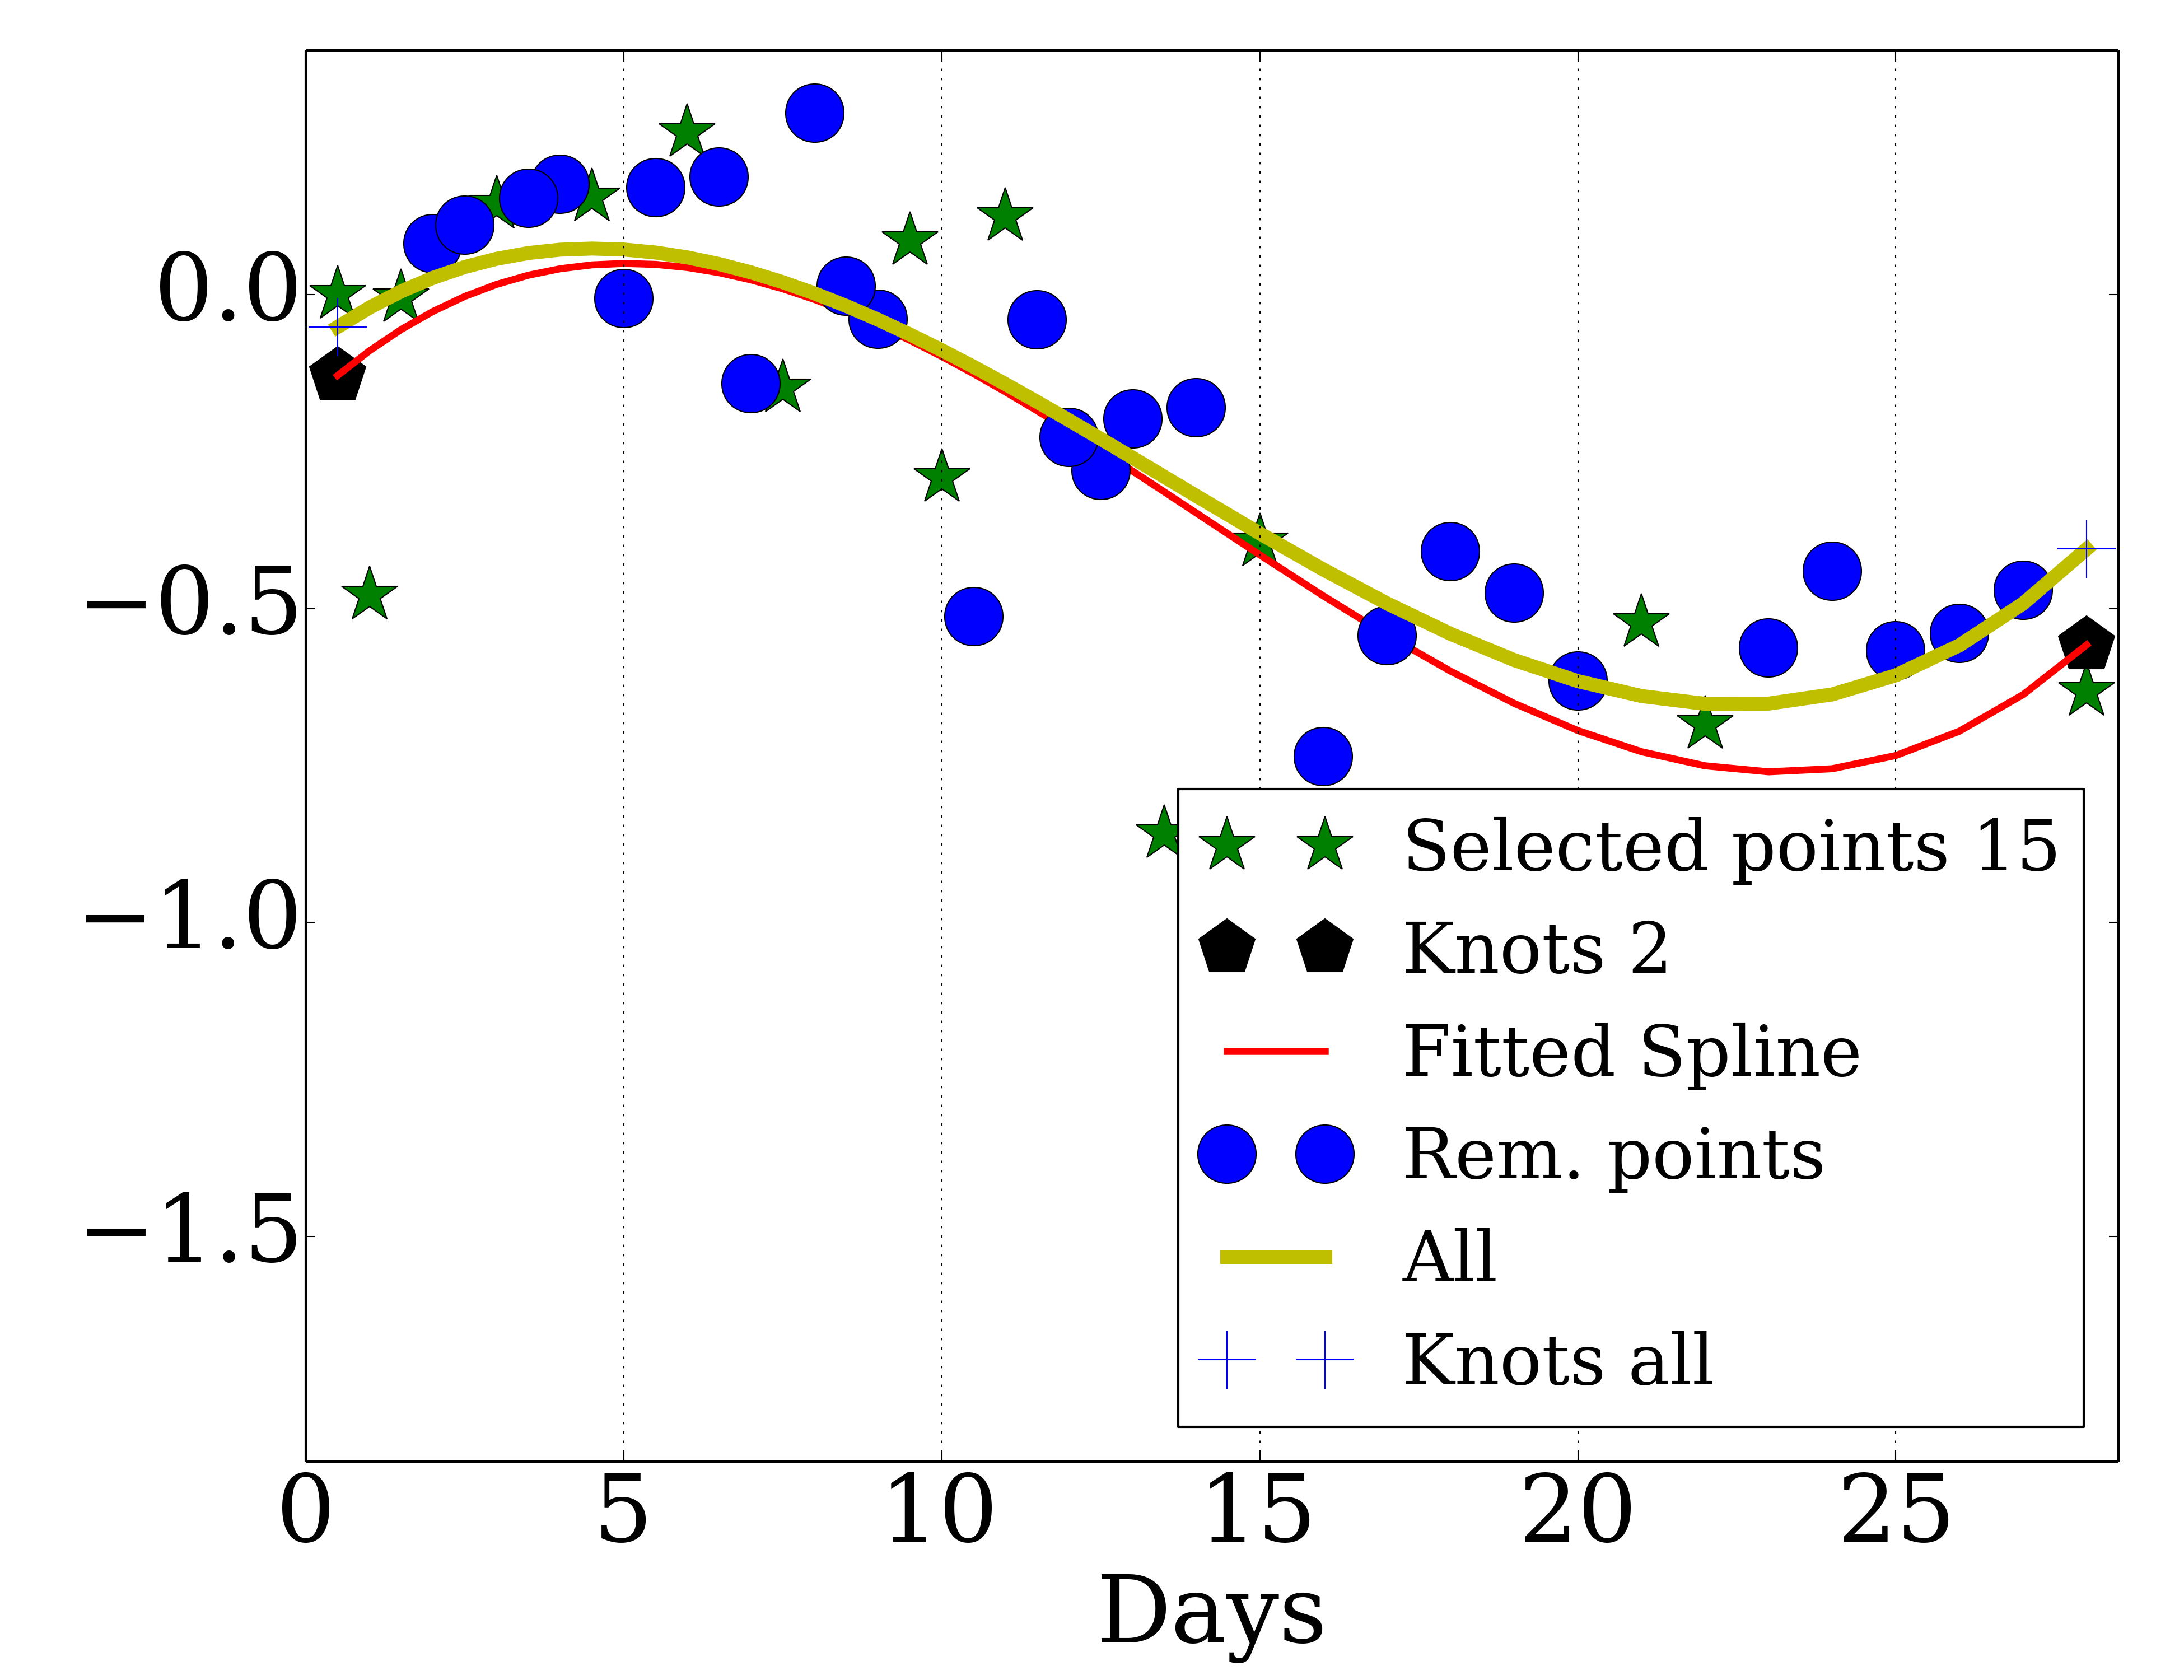 0.0
−0.5
−1.0
−1.5
Selected points 15
Knots 2
Fitted Spline
Rem. points
All
Knots all
0 5 10 15 20 25
Days